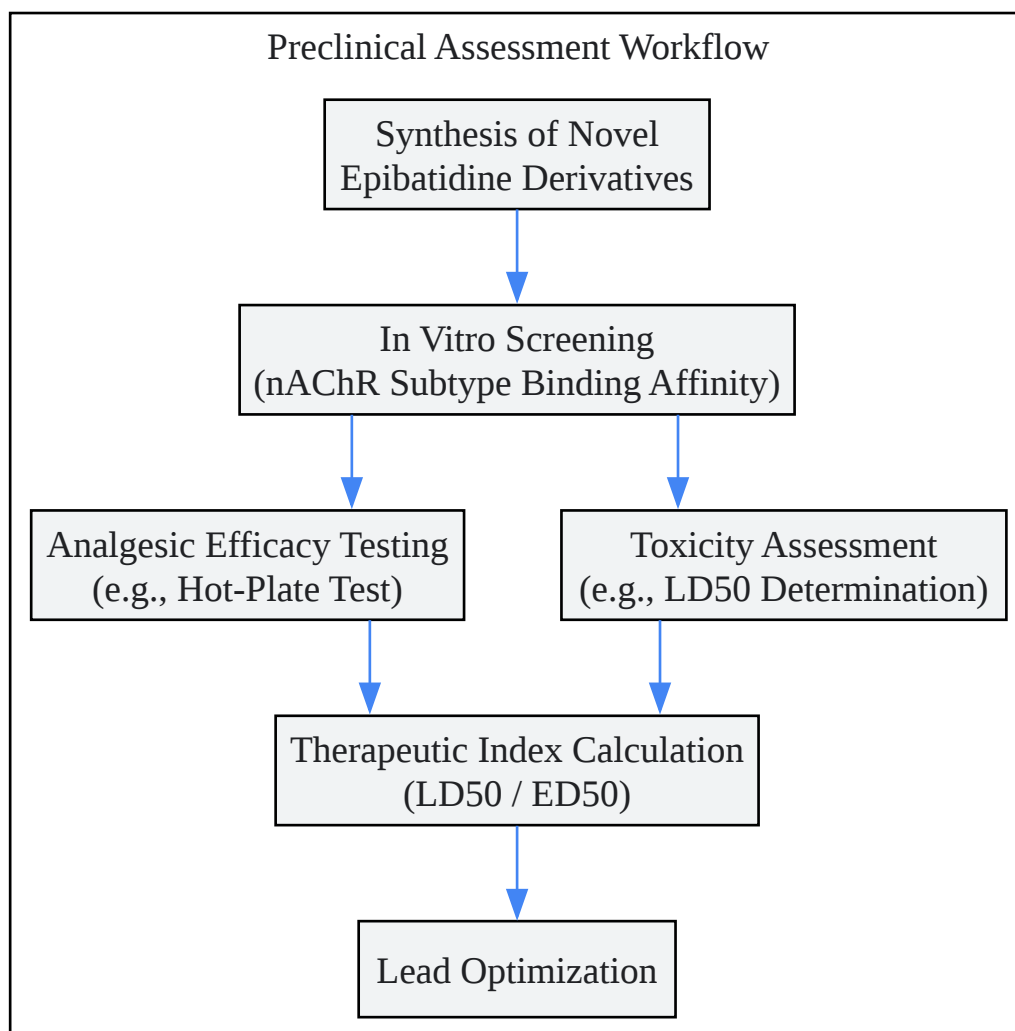 Preclinical Assessment Workflow
Synthesis of Novel
Epibatidine Derivatives
In Vitro Screening
(nAChR Subtype Binding Affinity)
Analgesic Efficacy Testing
(e.g., Hot-Plate Test)
Toxicity Assessment
(e.g., LD50 Determination)
Therapeutic Index Calculation
(LD50 / ED50)
Lead Optimization